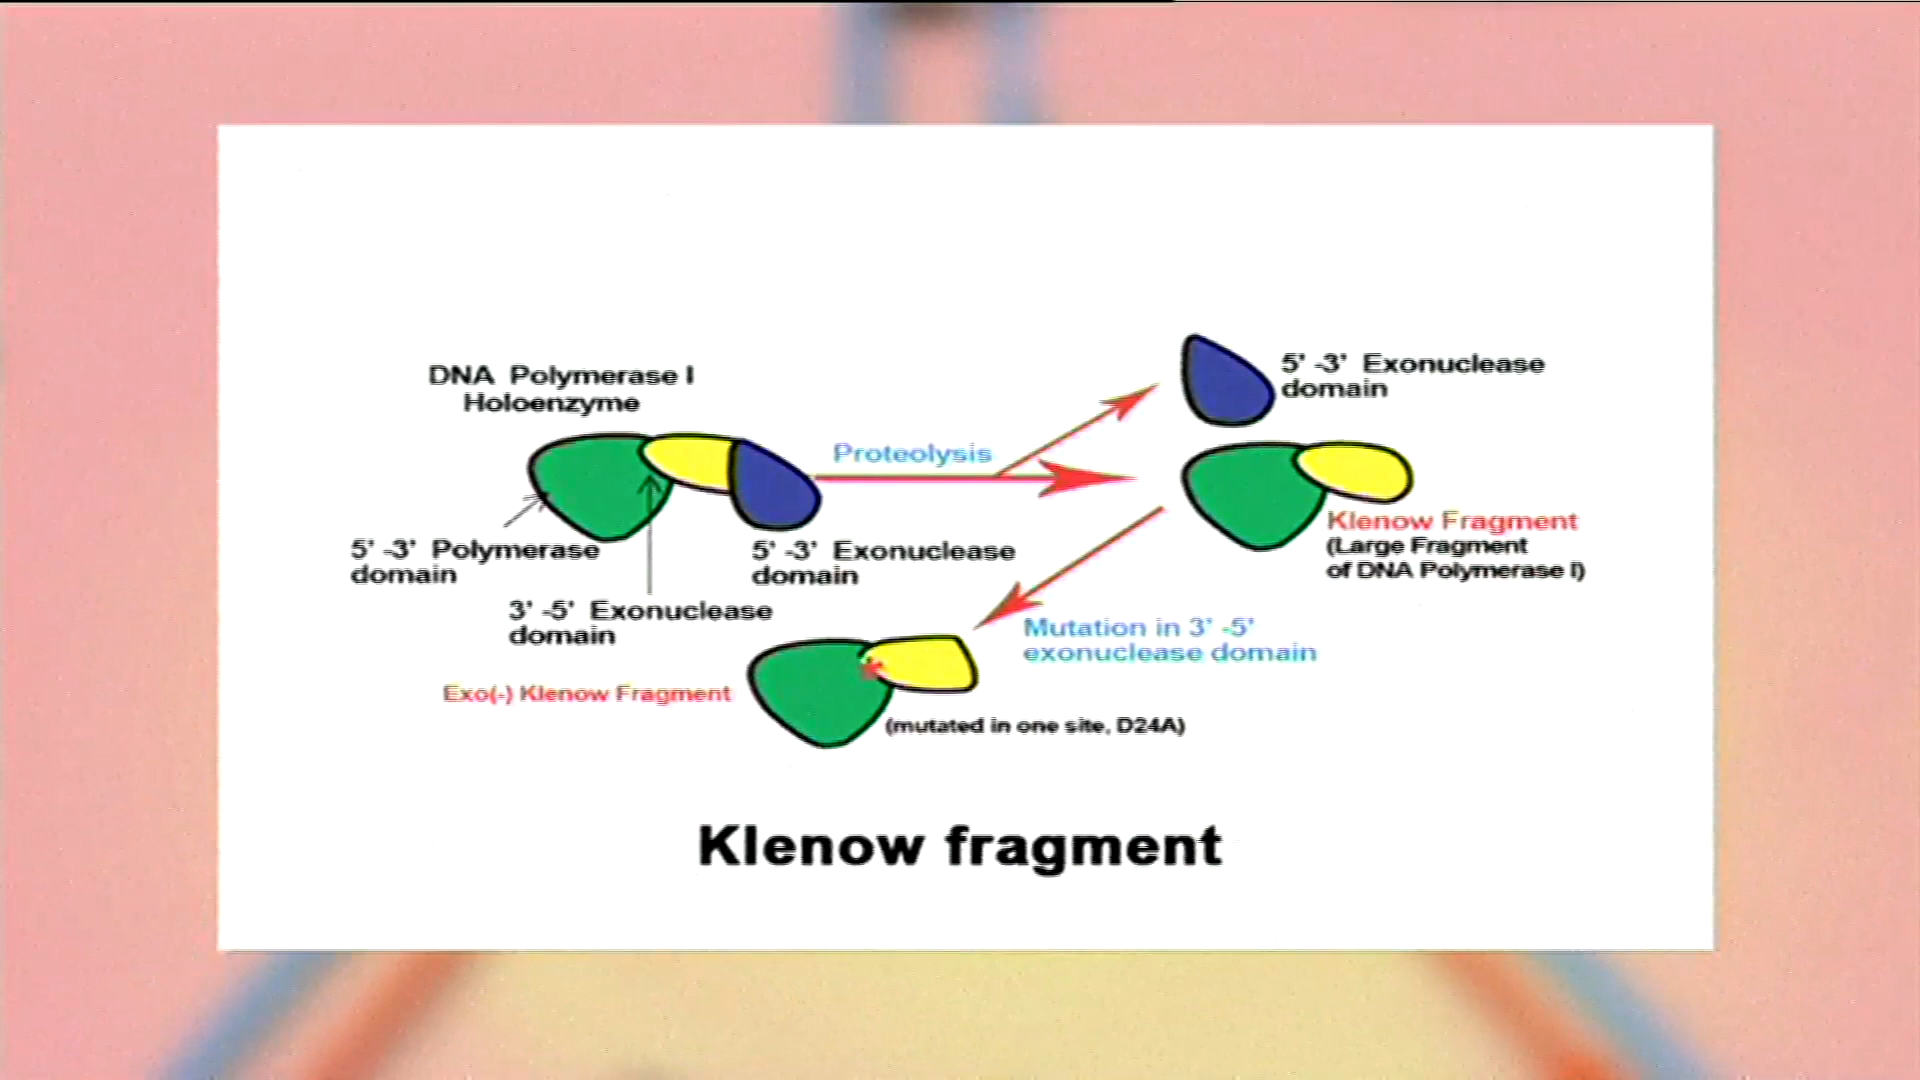 DNA Polymerase I
Holoenzyme
5' -3' Exonuclease
domain
Proteolysis
Klenow Fragment
(Large Fragment
of DNA Polymerase I)
5' -3' Polymerase
domain
5' -3' Exonuclease
domain
3' -5' Exonuclease
domain
Mutation in 3' -5'
exonuclease domain
Exo(-) Klenow Fragment
(mutated in one site, D24A)
Klenow fragment